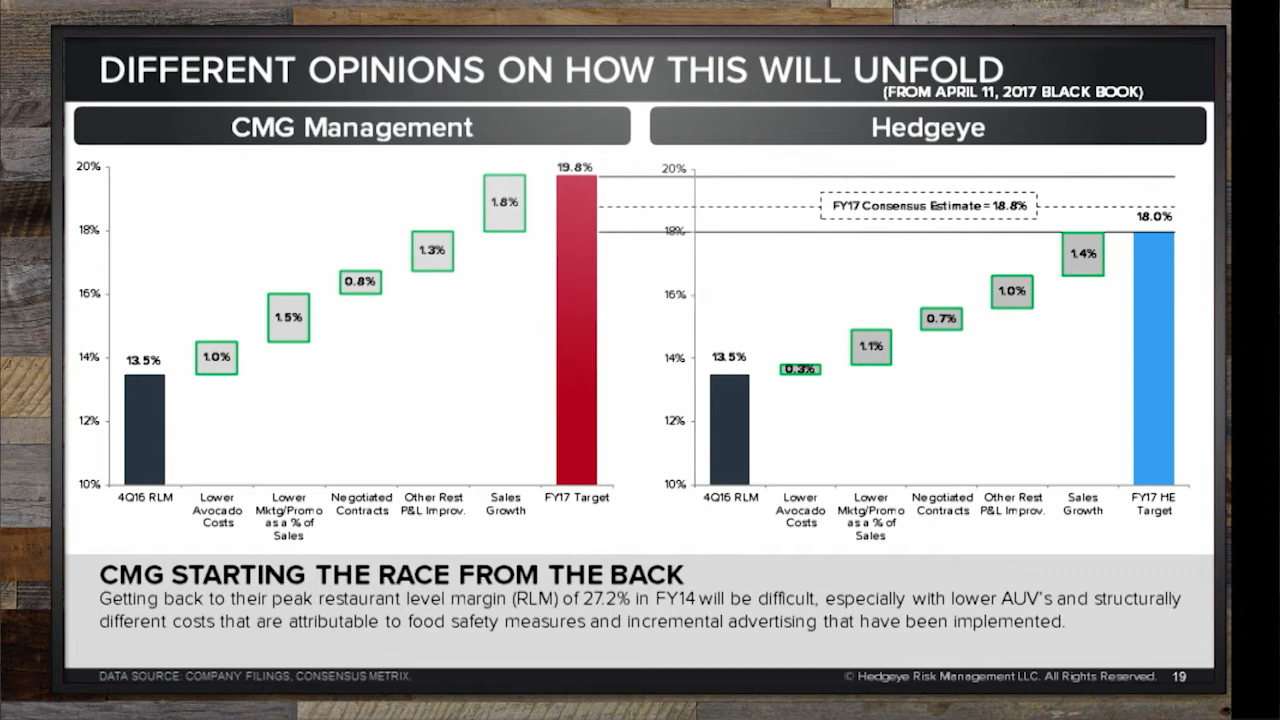 DIFFERENT OPINIONS ON HOW THIS WILL UNFOLD
(FROM APRIL 11, 2017 BLACK BOOK)
CMG Management
20%
18%
16%
14%
12%
10%
13.5%
1.0%
1.5%
0.8%
1.3%
1.8%
19.8%
4Q16 RLM
Lower
Avocado
Costs
Lower
Mktg/Promo
as a % of
Sales
Negotiated
Contracts
Other Rest
P&L Improv.
Sales
Growth
FY17 Target
Hedgeye
20%
18%
16%
14%
12%
10%
FY17 Consensus Estimate = 18.8%
13.5%
0.3%
1.1%
0.7%
1.0%
1.4%
18.0%
4Q16 RLM
Lower
Avocado
Costs
Lower
Mktg/Promo
as a % of
Sales
Negotiated
Contracts
Other Rest
P&L Improv.
Sales
Growth
FY17 HE
Target
CMG STARTING THE RACE FROM THE BACK
Getting back to their peak restaurant level margin (RLM) of 27.2% in FY14 will be difficult, especially with lower AUV's and structurally
different costs that are attributable to food safety measures and incremental advertising that have been implemented.
DATA SOURCE: COMPANY FILINGS, CONSENSUS METRIX.
© Hedgeye Risk Management LLC. All Rights Reserved. 19